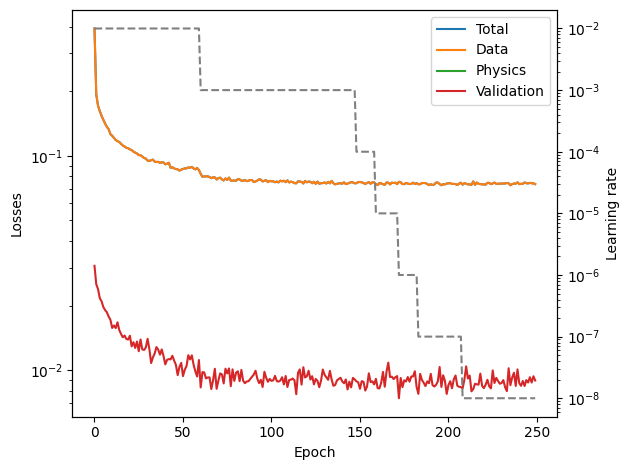 Total
Data
Physics
Validation
Losses
10⁻¹
10⁻²
0
50
100
150
200
250
Epoch
10⁻²
10⁻³
10⁻⁴
10⁻⁵
10⁻⁶
10⁻⁷
10⁻⁸
Learning rate